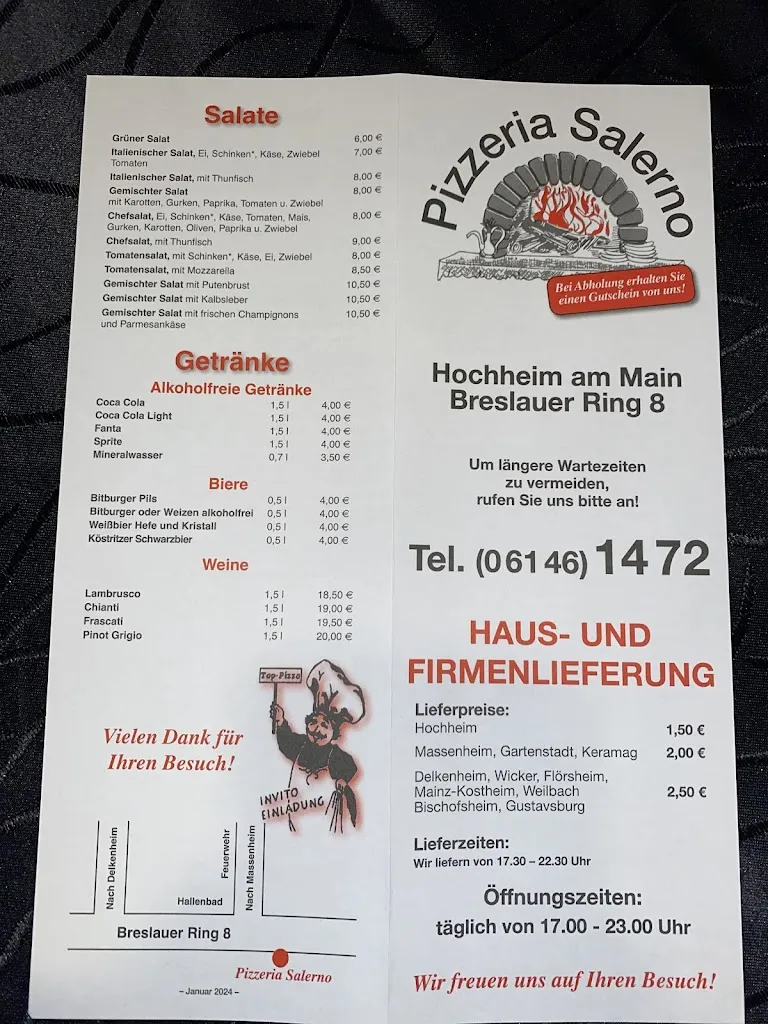 Salate
Grüner Salat 6,00 €
Italienischer Salat, Ei, Schinken*, Käse, Zwiebel 7,00 €
Tomaten
Italienischer Salat, mit Thunfisch 8,00 €
Gemischter Salat 8,00 €
mit Karotten, Gurken, Paprika, Tomaten u. Zwiebel
Chefsalat, Ei, Schinken*, Käse, Tomaten, Mais, 8,00 €
Gurken, Karotten, Oliven, Paprika u. Zwiebel
Chefsalat, mit Thunfisch 9,00 €
Tomatensalat, mit Schinken*, Käse, Ei, Zwiebel 8,00 €
Tomatensalat, mit Mozzarella 8,50 €
Gemischter Salat mit Putenbrust 10,50 €
Gemischter Salat mit Kalbsleber 10,50 €
Gemischter Salat mit frischen Champignons 10,50 €
und Parmesankäse
Getränke
Alkoholfreie Getränke
Coca Cola 1,5 l 4,00 €
Coca Cola Light 1,5 l 4,00 €
Fanta 1,5 l 4,00 €
Sprite 1,5 l 4,00 €
Mineralwasser 0,7 l 3,50 €
Biere
Bitburger Pils 0,5 l 4,00 €
Bitburger oder Weizen alkoholfrei 0,5 l 4,00 €
Weißbier Hefe und Kristall 0,5 l 4,00 €
Köstritzer Schwarzbier 0,5 l 4,00 €
Weine
Lambrusco 1,5 l 18,50 €
Chianti 1,5 l 19,00 €
Frascati 1,5 l 19,50 €
Pinot Grigio 1,5 l 20,00 €
Top-Pizza
Vielen Dank für
Ihren Besuch!
INVITO
EINLADUNG
Nach Delkenheim
Hallenbad
Feuerwehr
Nach Massenheim
Breslauer Ring 8
Pizzeria Salerno
– Januar 2024 –
Pizzeria Salerno
Bei Abholung erhalten Sie
einen Gutschein von uns!
Hochheim am Main
Breslauer Ring 8
Um längere Wartezeiten
zu vermeiden,
rufen Sie uns bitte an!
Tel. (0 61 46) 14 72
HAUS- UND
FIRMENLIEFERUNG
Lieferpreise:
Hochheim 1,50 €
Massenheim, Gartenstadt, Keramag 2,00 €
Delkenheim, Wicker, Flörsheim,
Mainz-Kostheim, Weilbach 2,50 €
Bischofsheim, Gustavsburg
Lieferzeiten:
Wir liefern von 17.30 – 22.30 Uhr
Öffnungszeiten:
täglich von 17.00 - 23.00 Uhr
Wir freuen uns auf Ihren Besuch!